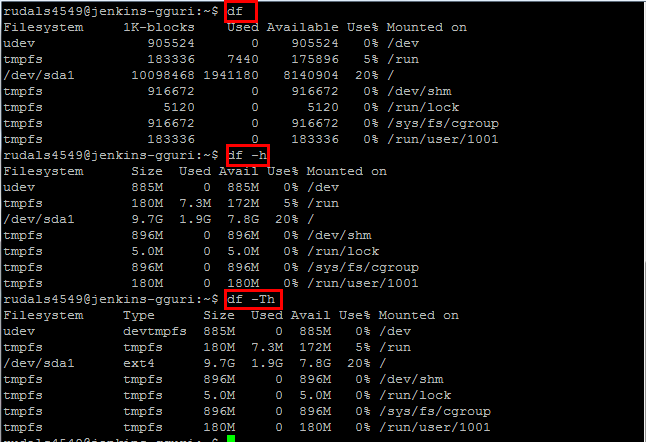 rudals4549@jenkins-gguri:~$ df
Filesystem     1K-blocks    Used Available Use% Mounted on
udev              905524       0    905524   0% /dev
tmpfs             183336    7440    175896   5% /run
/dev/sda1       10098468 1941180   8140904  20% /
tmpfs             916672       0    916672   0% /dev/shm
tmpfs               5120       0      5120   0% /run/lock
tmpfs             916672       0    916672   0% /sys/fs/cgroup
tmpfs             183336       0    183336   0% /run/user/1001
rudals4549@jenkins-gguri:~$ df -h
Filesystem      Size  Used Avail Use% Mounted on
udev            885M     0  885M   0% /dev
tmpfs           180M  7.3M  172M   5% /run
/dev/sda1       9.7G  1.9G  7.8G  20% /
tmpfs           896M     0  896M   0% /dev/shm
tmpfs           5.0M     0  5.0M   0% /run/lock
tmpfs           896M     0  896M   0% /sys/fs/cgroup
tmpfs           180M     0  180M   0% /run/user/1001
rudals4549@jenkins-gguri:~$ df -Th
Filesystem     Type      Size  Used Avail Use% Mounted on
udev           devtmpfs  885M     0  885M   0% /dev
tmpfs          tmpfs     180M  7.3M  172M   5% /run
/dev/sda1      ext4      9.7G  1.9G  7.8G  20% /
tmpfs          tmpfs     896M     0  896M   0% /dev/shm
tmpfs          tmpfs     5.0M     0  5.0M   0% /run/lock
tmpfs          tmpfs     896M     0  896M   0% /sys/fs/cgroup
tmpfs          tmpfs     180M     0  180M   0% /run/user/1001
rudals4549@jenkins-gguri:~$